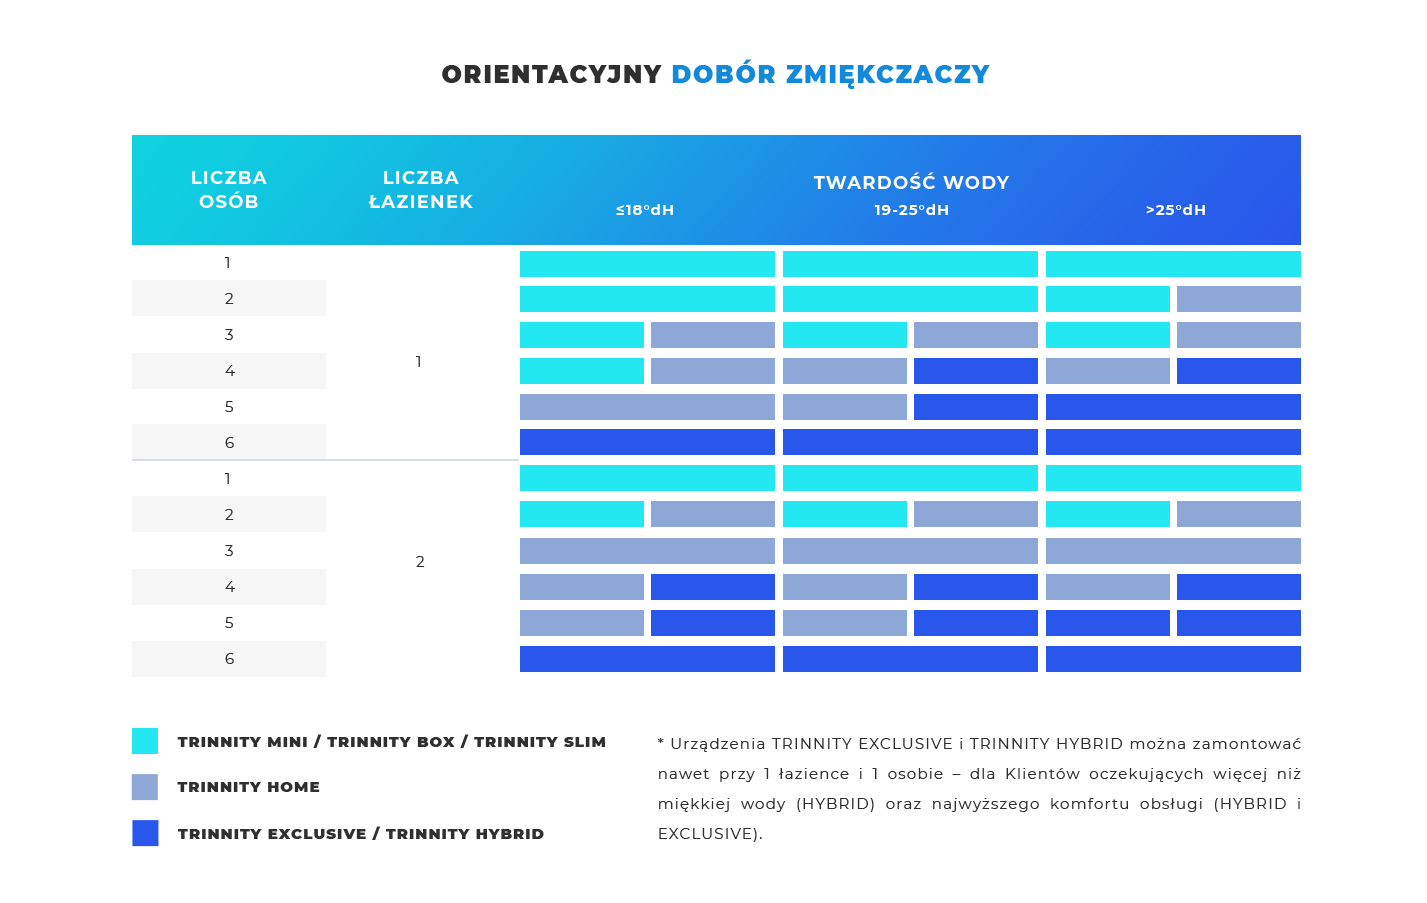 ORIENTACYJNY DOBÓR ZMIĘKCZACZY
LICZBA
OSÓB
LICZBA
ŁAZIENEK
TWARDOŚĆ WODY
≤18°dH
19-25°dH
>25°dH
1
2
3
4
5
6
1
1
2
3
4
5
6
2
TRINNITY MINI / TRINNITY BOX / TRINNITY SLIM
TRINNITY HOME
TRINNITY EXCLUSIVE / TRINNITY HYBRID
* Urządzenia TRINNITY EXCLUSIVE i TRINNITY HYBRID można zamontować
nawet przy 1 łazience i 1 osobie – dla Klientów oczekujących więcej niż
miękkiej wody (HYBRID) oraz najwyższego komfortu obsługi (HYBRID i
EXCLUSIVE).